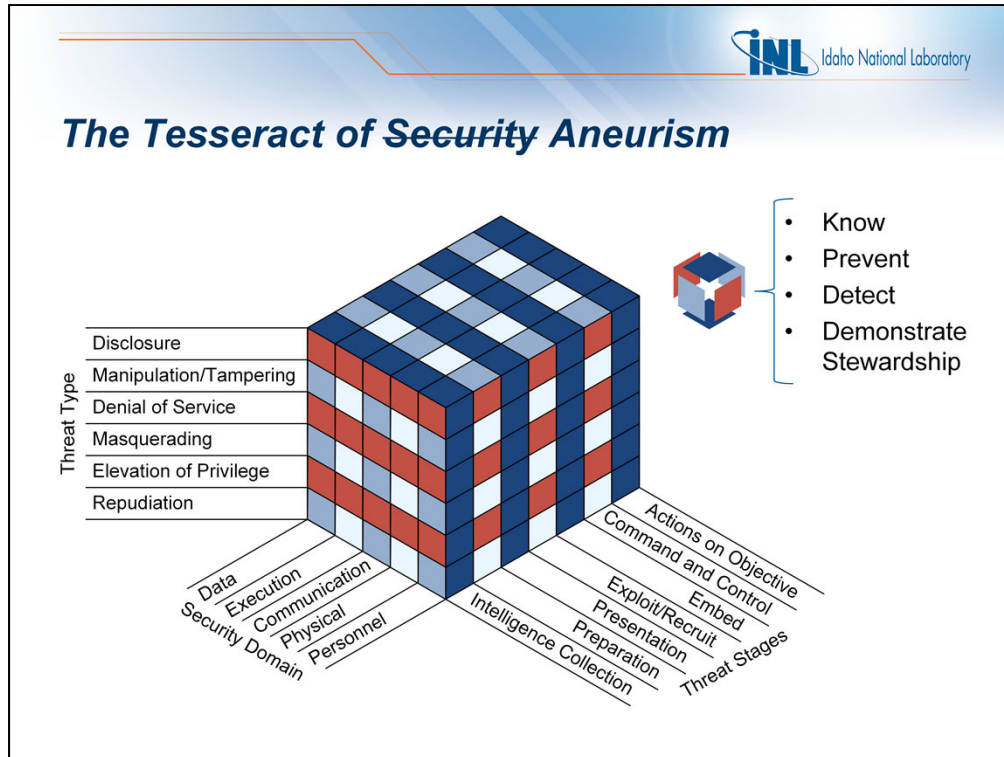 INL Idaho National Laboratory
The Tesseract of Security Aneurism
• Know
• Prevent
• Detect
• Demonstrate
Stewardship
Threat Type
Disclosure
Manipulation/Tampering
Denial of Service
Masquerading
Elevation of Privilege
Repudiation
Security Domain
Data
Execution
Communication
Physical
Personnel
Intelligence Collection
Preparation
Presentation
Exploit/Recruit
Embed
Command and Control
Actions on Objective
Threat Stages